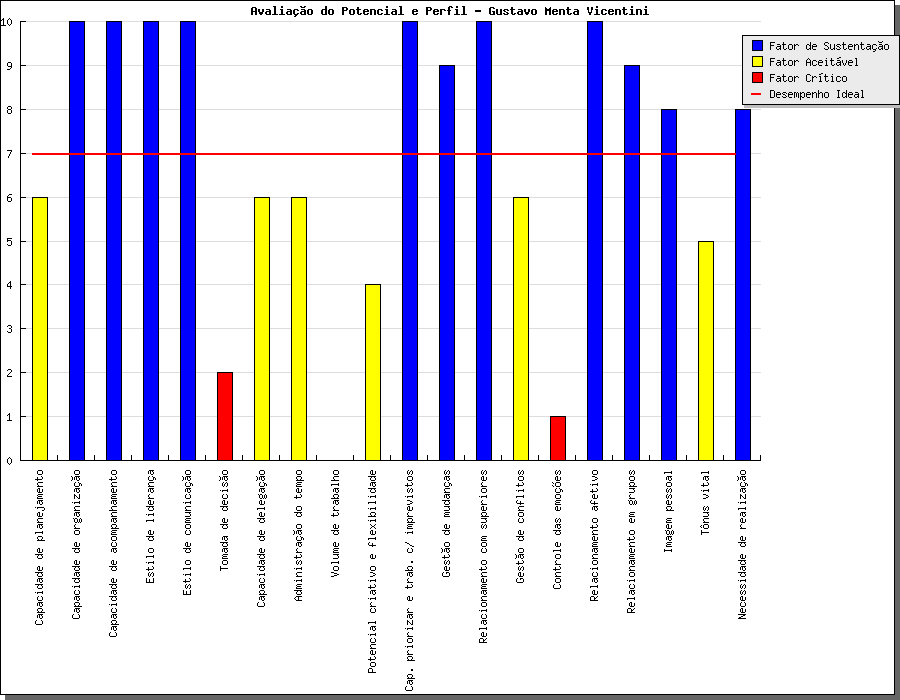 Avaliação do Potencial e Perfil - Gustavo Menta Vicentini
10
9
8
7
6
5
4
3
2
1
0
Fator de Sustentação
Fator Aceitável
Fator Crítico
Desempenho Ideal
Capacidade de planejamento
Capacidade de organização
Capacidade de acompanhamento
Estilo de liderança
Estilo de comunicação
Tomada de decisão
Capacidade de delegação
Administração do tempo
Volume de trabalho
Potencial criativo e flexibilidade
Cap. priorizar e trab. c/ imprevistos
Gestão de mudanças
Relacionamento com superiores
Gestão de conflitos
Controle das emoções
Relacionamento afetivo
Relacionamento em grupos
Imagem pessoal
Tônus vital
Necessidade de realização